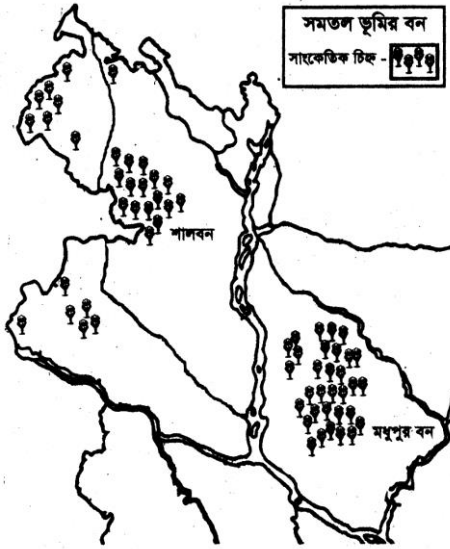 সমতল ভূমির বন
সাংকেতিক চিহ্ন -
শালবন
মধুপুর বন